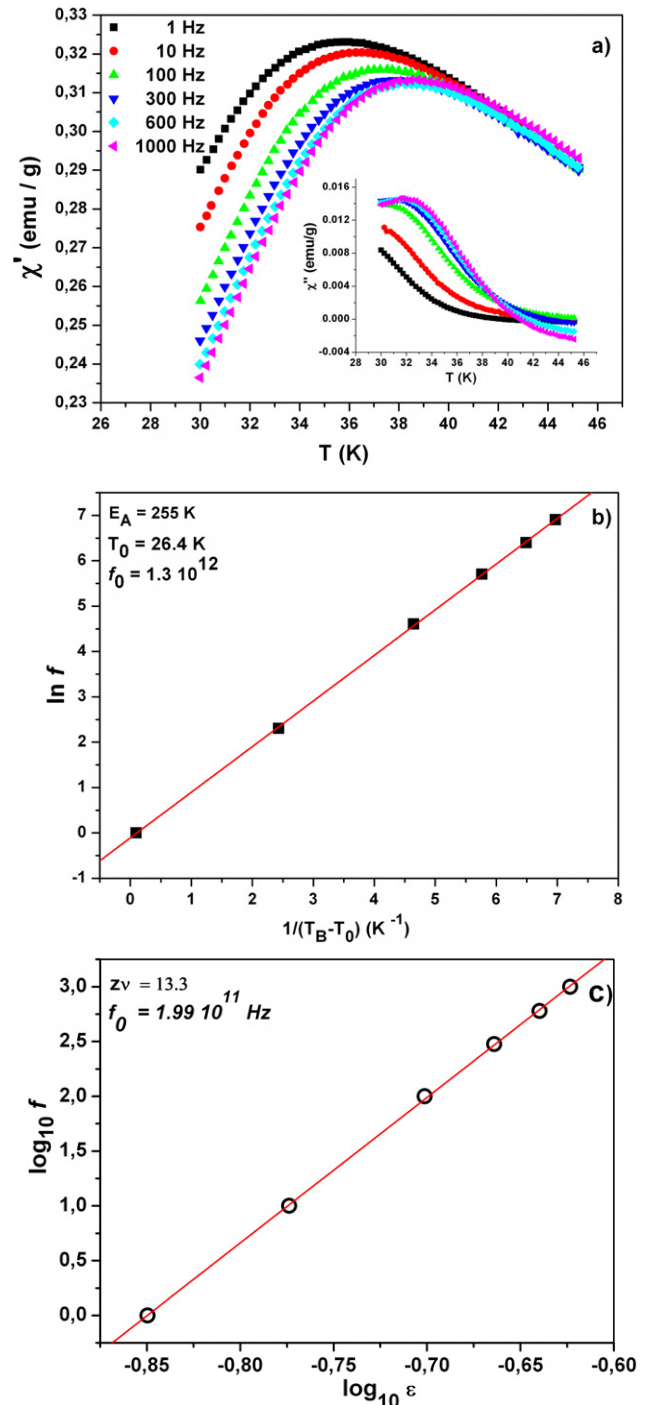 a)
1 Hz
10 Hz
100 Hz
300 Hz
600 Hz
1000 Hz
0,33
0,32
0,31
0,30
0,29
0,28
0,27
0,26
0,25
0,24
0,23
χ' (emu / g)
26 28 30 32 34 36 38 40 42 44 46
T (K)
0.016
0.012
0.008
0.004
0.000
-0.004
χ'' (emu/g)
28 30 32 34 36 38 40 42 44 46
T (K)
b)
E_A = 255 K
T_0 = 26.4 K
f_0 = 1.3 10^12
7
6
5
4
3
2
1
0
-1
ln f
0 1 2 3 4 5 6 7 8
1/(T_B-T_0) (K^-1)
c)
zν = 13.3
f_0 = 1.99 10^11 Hz
3,0
2,5
2,0
1,5
1,0
0,5
0,0
log_10 f
-0,85 -0,80 -0,75 -0,70 -0,65 -0,60
log_10 ε